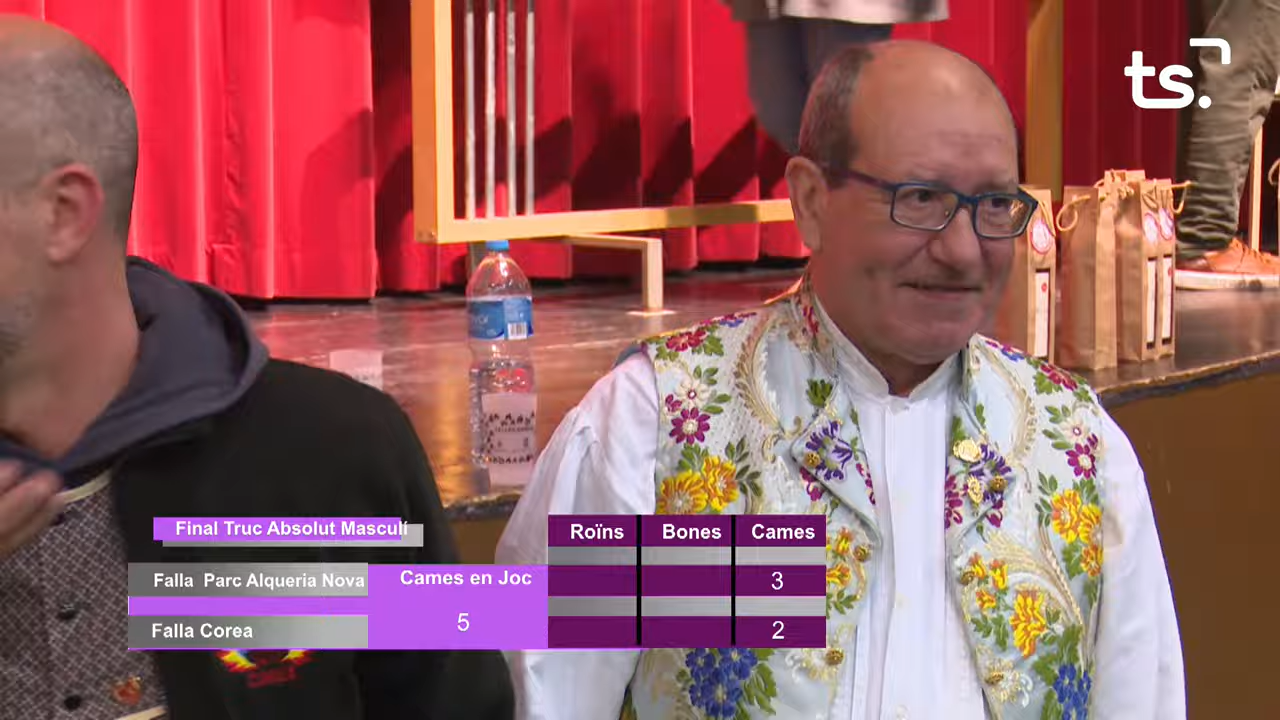 ts.
Final Truc Absolut Masculí
Roïns Bones Cames
Falla Parc Alqueria Nova
Cames en Joc
3
5
Falla Corea
2